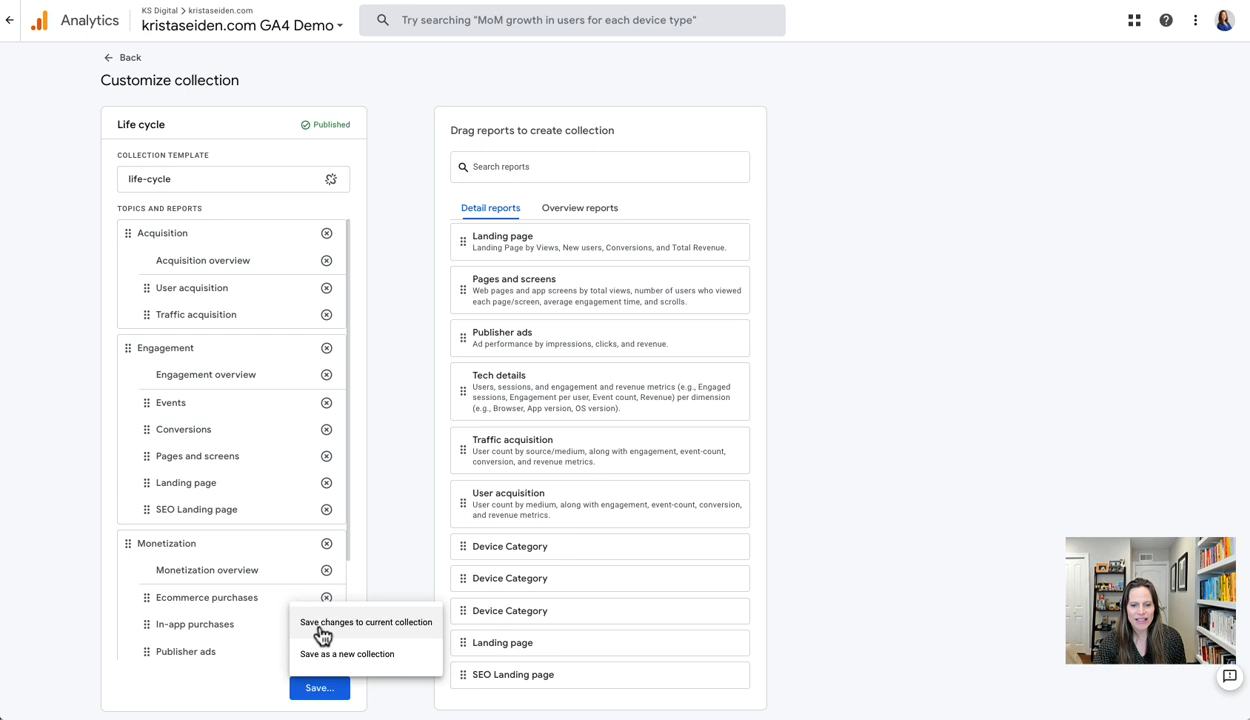 Analytics
KS Digital > kristaseiden.com
kristaseiden.com GA4 Demo
Try searching "MoM growth in users for each device type"
Back
Customize collection
Life cycle
Published
COLLECTION TEMPLATE
life-cycle
TOPICS AND REPORTS
Acquisition
Acquisition overview
User acquisition
Traffic acquisition
Engagement
Engagement overview
Events
Conversions
Pages and screens
Landing page
SEO Landing page
Monetization
Monetization overview
Ecommerce purchases
In-app purchases
Publisher ads
Save changes to current collection
Save as a new collection
Save...
Drag reports to create collection
Search reports
Detail reports
Overview reports
Landing page
Landing Page by Views, New users, Conversions, and Total Revenue.
Pages and screens
Web pages and app screens by total views, number of users who viewed
each page/screen, average engagement time, and scrolls.
Publisher ads
Ad performance by impressions, clicks, and revenue.
Tech details
Users, sessions, and engagement and revenue metrics (e.g., Engaged
sessions, Engagement per user, Event count, Revenue) per dimension
(e.g., Browser, App version, OS version).
Traffic acquisition
User count by source/medium, along with engagement, event-count,
conversion, and revenue metrics.
User acquisition
User count by medium, along with engagement, event-count, conversion,
and revenue metrics.
Device Category
Device Category
Device Category
Landing page
SEO Landing page